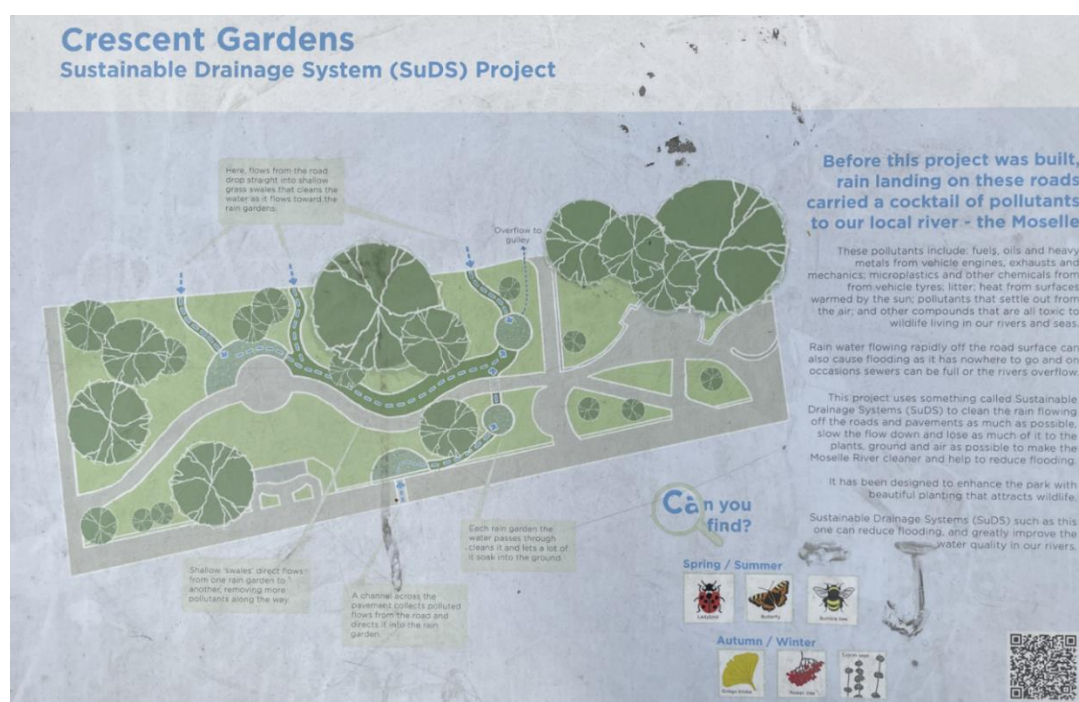 Crescent Gardens
Sustainable Drainage System (SuDS) Project
Here, flows from the road
drop straight into shallow
grass swales that cleans the
water as it flows toward the
rain gardens.
Overflow to
gulley
Before this project was built,
rain landing on these roads
carried a cocktail of pollutants
to our local river - the Moselle
These pollutants include: fuels, oils and heavy
metals from vehicle engines, exhausts and
mechanics; microplastics and other chemicals from
from vehicle tyres; litter; heat from surfaces
warmed by the sun; pollutants that settle out from
the air; and other compounds that are all toxic to
wildlife living in our rivers and seas.
Rain water flowing rapidly off the road surface can
also cause flooding as it has nowhere to go and on
occasions sewers can be full or the rivers overflow.
This project uses something called Sustainable
Drainage Systems (SuDS) to clean the rain flowing
off the roads and pavements as much as possible,
slow the flow down and lose as much of it to the
plants, ground and air as possible to make the
Moselle River cleaner and help to reduce flooding.
It has been designed to enhance the park with
beautiful planting that attracts wildlife.
Sustainable Drainage Systems (SuDS) such as this
one can reduce flooding, and greatly improve the
water quality in our rivers.
Each rain garden the
water passes through
cleans it and lets a lot of
it soak into the ground.
Shallow 'swales' direct flows
from one rain garden to
another, removing more
pollutants along the way.
A channel across the
pavement collects polluted
flows from the road and
directs it into the rain
garden.
Can you
find?
Spring / Summer
Ladybird
Butterfly
Bumble bee
Autumn / Winter
Ginkgo biloba
Rowan tree